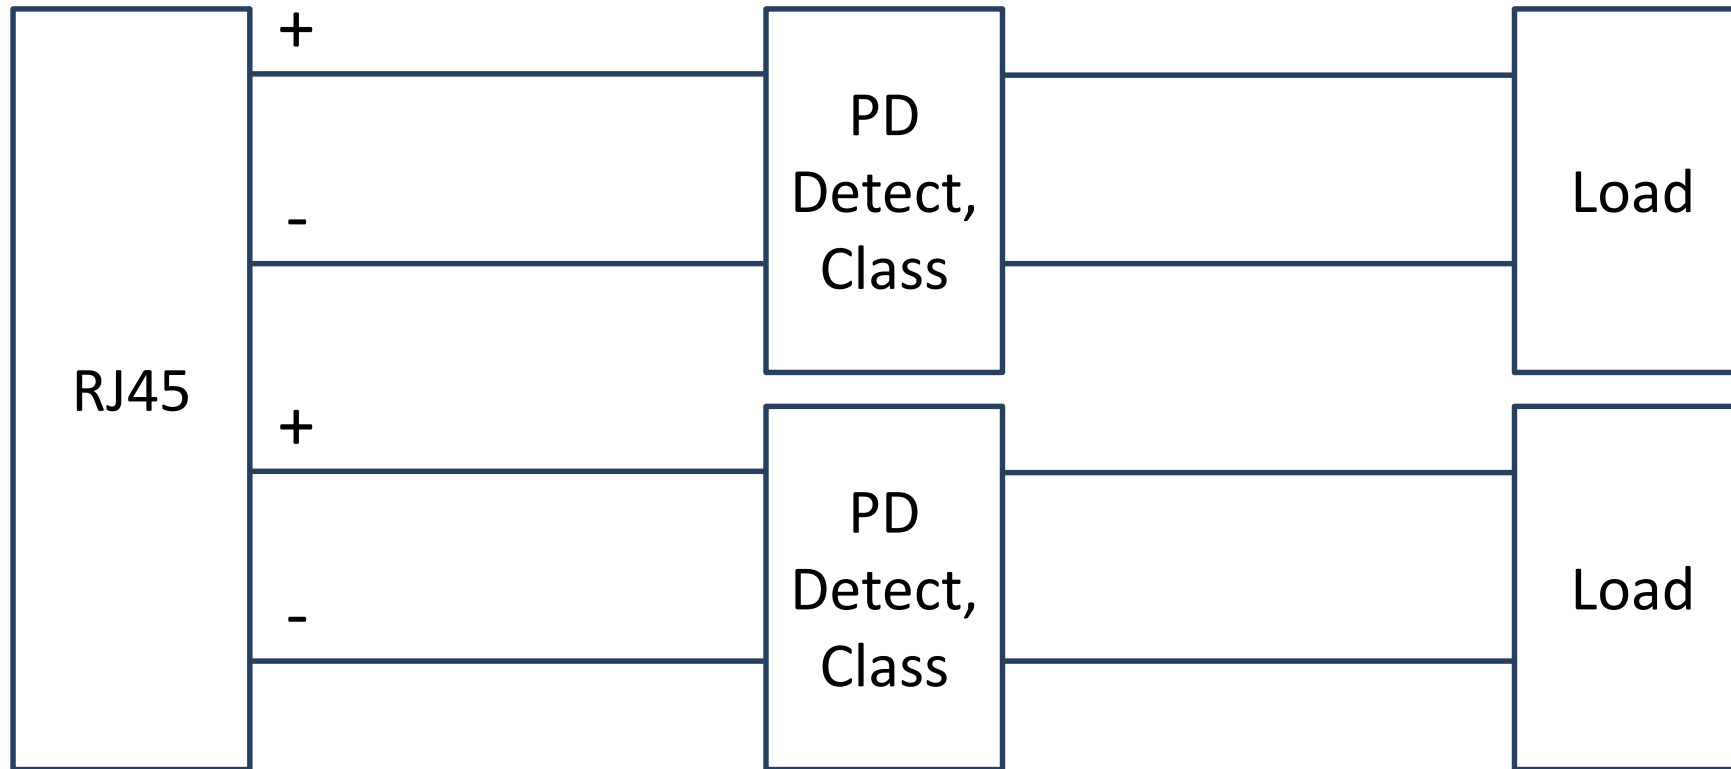 RJ45
+
-
PD
Detect,
Class
Load
+
-
PD
Detect,
Class
Load